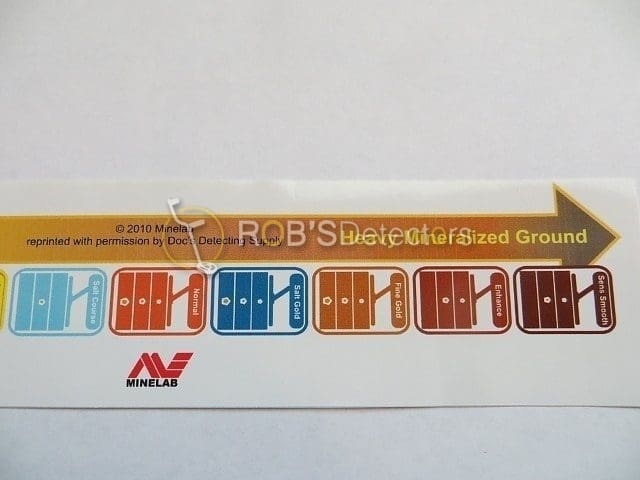 © 2010 Minelab
reprinted with permission by Doc's Detecting Supply
ROB'SDetectors
Heavy Mineralized Ground
Salt Course
Normal
Salt Gold
Fine Gold
Enhance
Sens Smooth
MINELAB